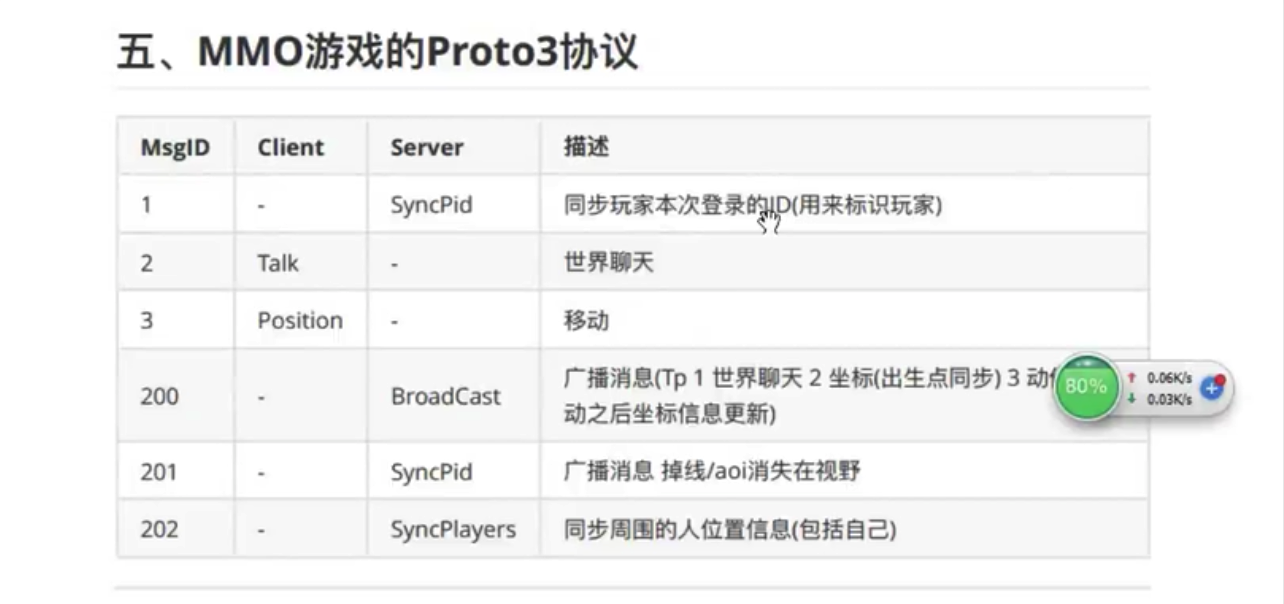 五、MMO游戏的Proto3协议
MsgID Client Server 描述
1 - SyncPid 同步玩家本次登录的ID(用来标识玩家)
2 Talk - 世界聊天
3 Position - 移动
200 - BroadCast 广播消息(Tp 1 世界聊天 2 坐标(出生点同步) 3 动
动之后坐标信息更新)
201 - SyncPid 广播消息 掉线/aoi消失在视野
202 - SyncPlayers 同步周围的人位置信息(包括自己)
80%
0.06K/s
0.03K/s